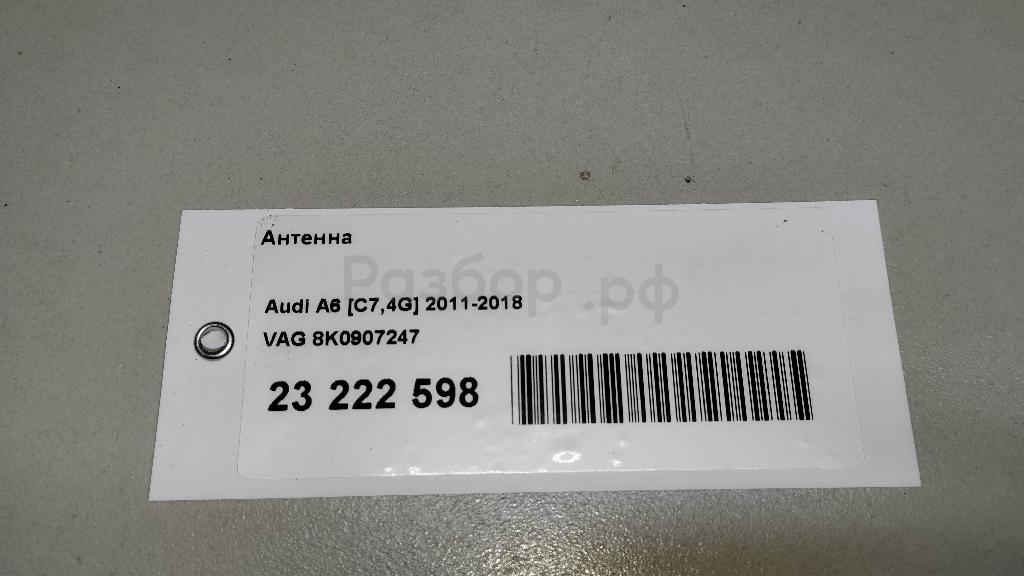 Антенна
Разбор.рф
Audi A6 [C7,4G] 2011-2018
VAG 8K0907247
23 222 598